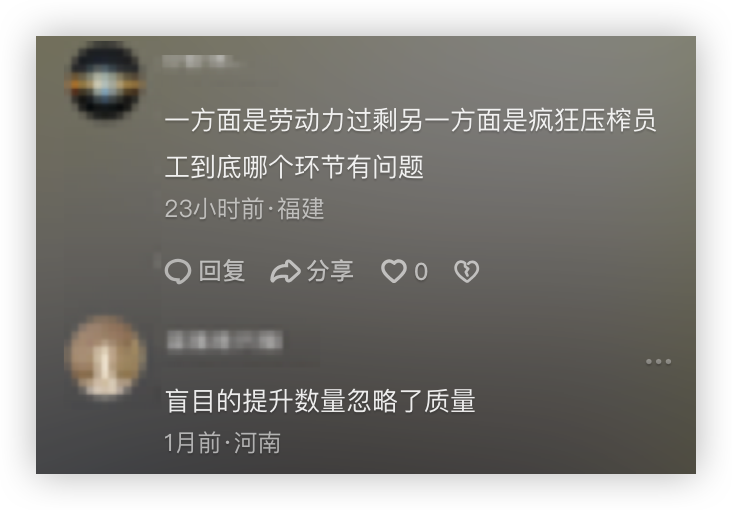 一方面是劳动力过剩另一方面是疯狂压榨员
工到底哪个环节有问题
23小时前·福建
回复 分享 0
盲目的提升数量忽略了质量
1月前·河南